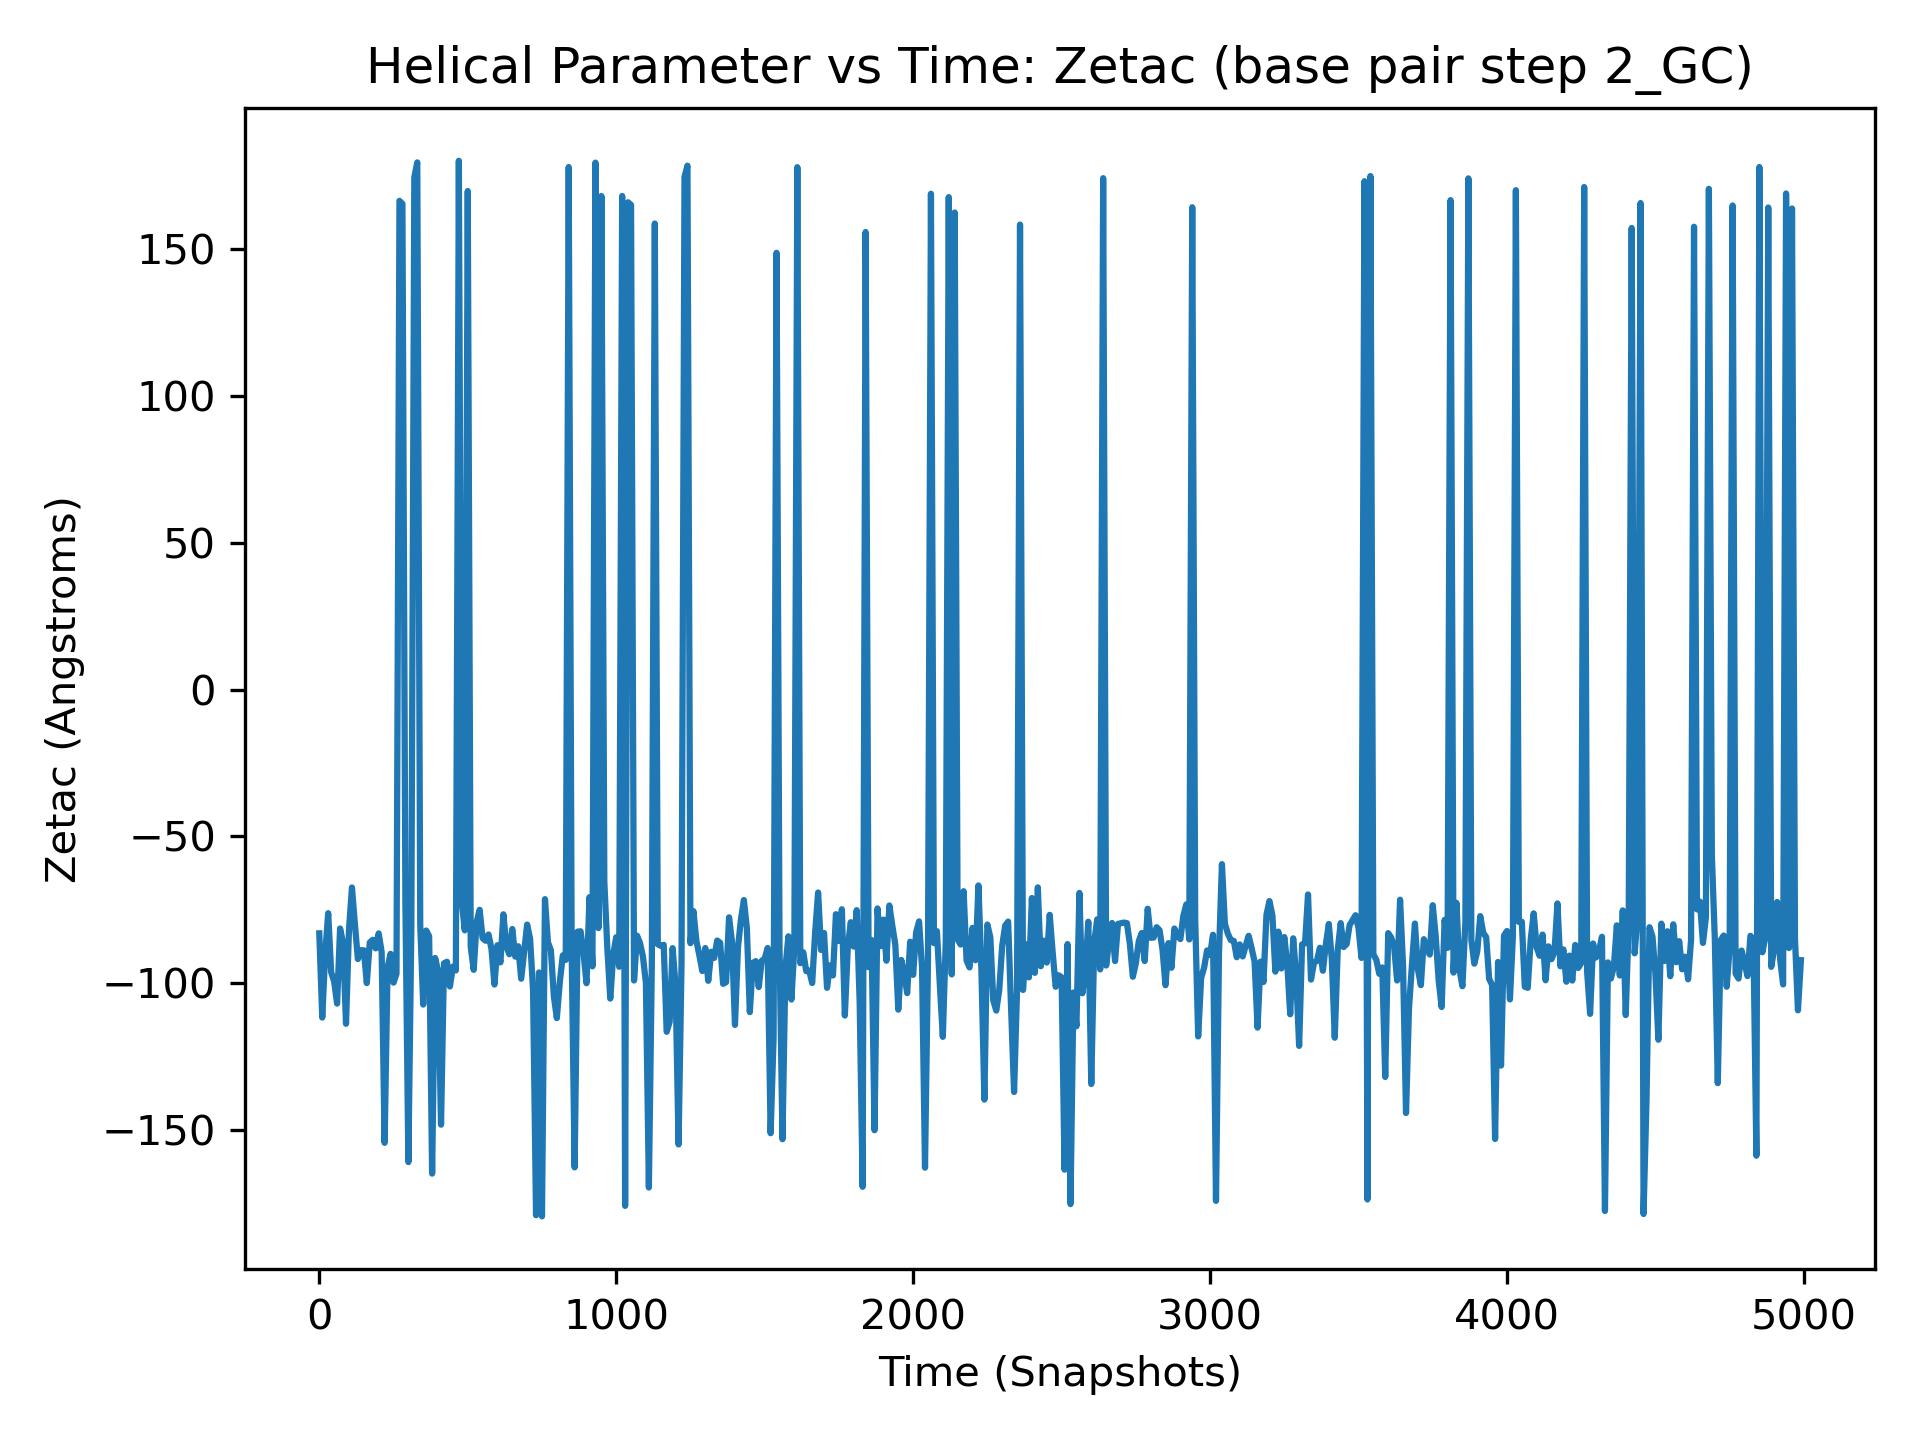 Helical Parameter vs Time: Zetac (base pair step 2_GC)
150
100
50
0
−50
−100
−150
Zetac (Angstroms)
0 1000 2000 3000 4000 5000
Time (Snapshots)